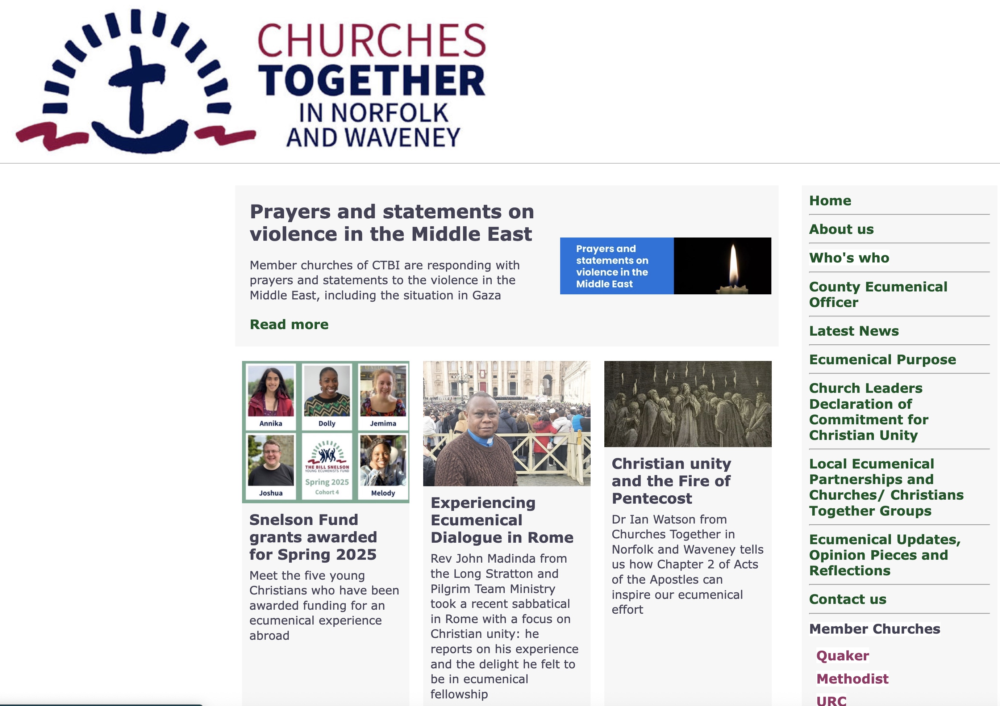 CHURCHES
TOGETHER
IN NORFOLK
AND WAVENEY
Prayers and statements on
violence in the Middle East
Member churches of CTBI are responding with
prayers and statements to the violence in the
Middle East, including the situation in Gaza
Read more
Prayers and
statements on
violence in the
Middle East
Annika
Dolly
Jemima
Joshua
THE BILL SNELSON
YOUNG ECUMENISTS FUND
Spring 2025
Cohort 4
Melody
Snelson Fund
grants awarded
for Spring 2025
Meet the five young
Christians who have been
awarded funding for an
ecumenical experience
abroad
Experiencing
Ecumenical
Dialogue in Rome
Rev John Madinda from
the Long Stratton and
Pilgrim Team Ministry
took a recent sabbatical
in Rome with a focus on
Christian unity: he
reports on his experience
and the delight he felt to
be in ecumenical
fellowship
Christian unity
and the Fire of
Pentecost
Dr Ian Watson from
Churches Together in
Norfolk and Waveney tells
us how Chapter 2 of Acts
of the Apostles can
inspire our ecumenical
effort
Home
About us
Who's who
County Ecumenical
Officer
Latest News
Ecumenical Purpose
Church Leaders
Declaration of
Commitment for
Christian Unity
Local Ecumenical
Partnerships and
Churches/ Christians
Together Groups
Ecumenical Updates,
Opinion Pieces and
Reflections
Contact us
Member Churches
Quaker
Methodist
URC